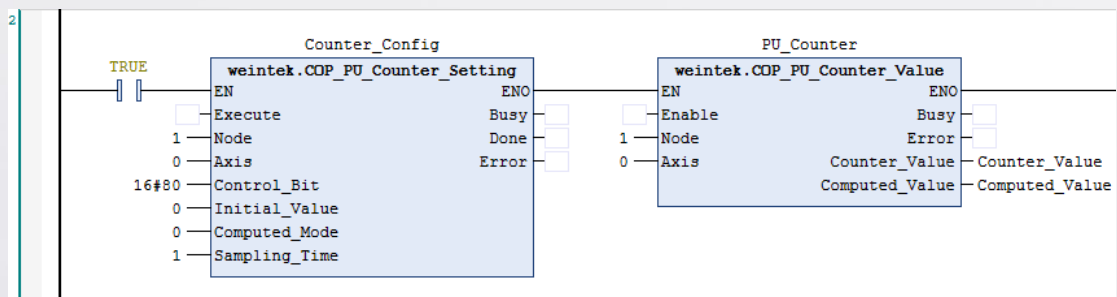 2
Counter_Config
PU_Counter
TRUE
weintek.COP_PU_Counter_Setting
weintek.COP_PU_Counter_Value
EN ENO
EN ENO
Execute Busy
Enable Busy
1 Node Done
1 Node Error
0 Axis Error
0 Axis Counter_Value Counter_Value
16#80 Control_Bit
Computed_Value Computed_Value
0 Initial_Value
0 Computed_Mode
1 Sampling_Time